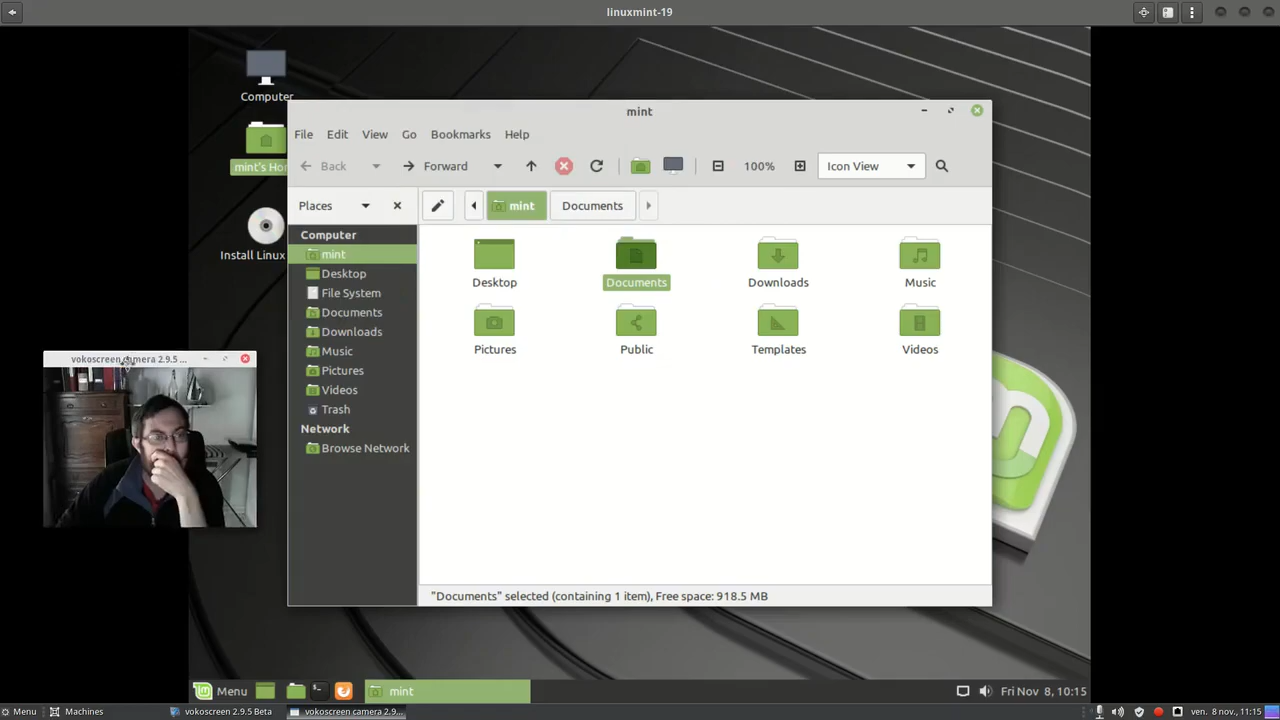 linuxmint-19
Computer
mint's Ho
Install Linux
mint
File Edit View Go Bookmarks Help
Back Forward 100% Icon View
Places mint Documents
Computer
mint
Desktop
File System
Documents
Downloads
Music
Pictures
Videos
Trash
Network
Browse Network
Desktop Documents Downloads Music
Pictures Public Templates Videos
"Documents" selected (containing 1 item), Free space: 918.5 MB
vokoscreen camera 2.9.5 ...
Menu mint Fri Nov 8, 10:15
Menu Machines vokoscreen 2.9.5 Beta vokoscreen camera 2.9... ven. 8 nov., 11:15